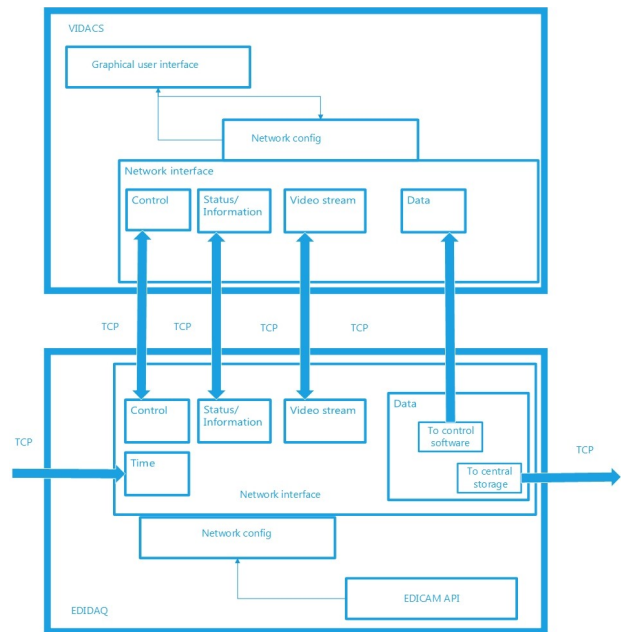 VIDACS
Graphical user interface
Network config
Network interface
Control
Status/
Information
Video stream
Data
TCP
TCP
TCP
TCP
Control
Status/
Information
Video stream
Data
To control
software
TCP
TCP
Time
To central
storage
Network interface
Network config
EDICAM API
EDIDAQ